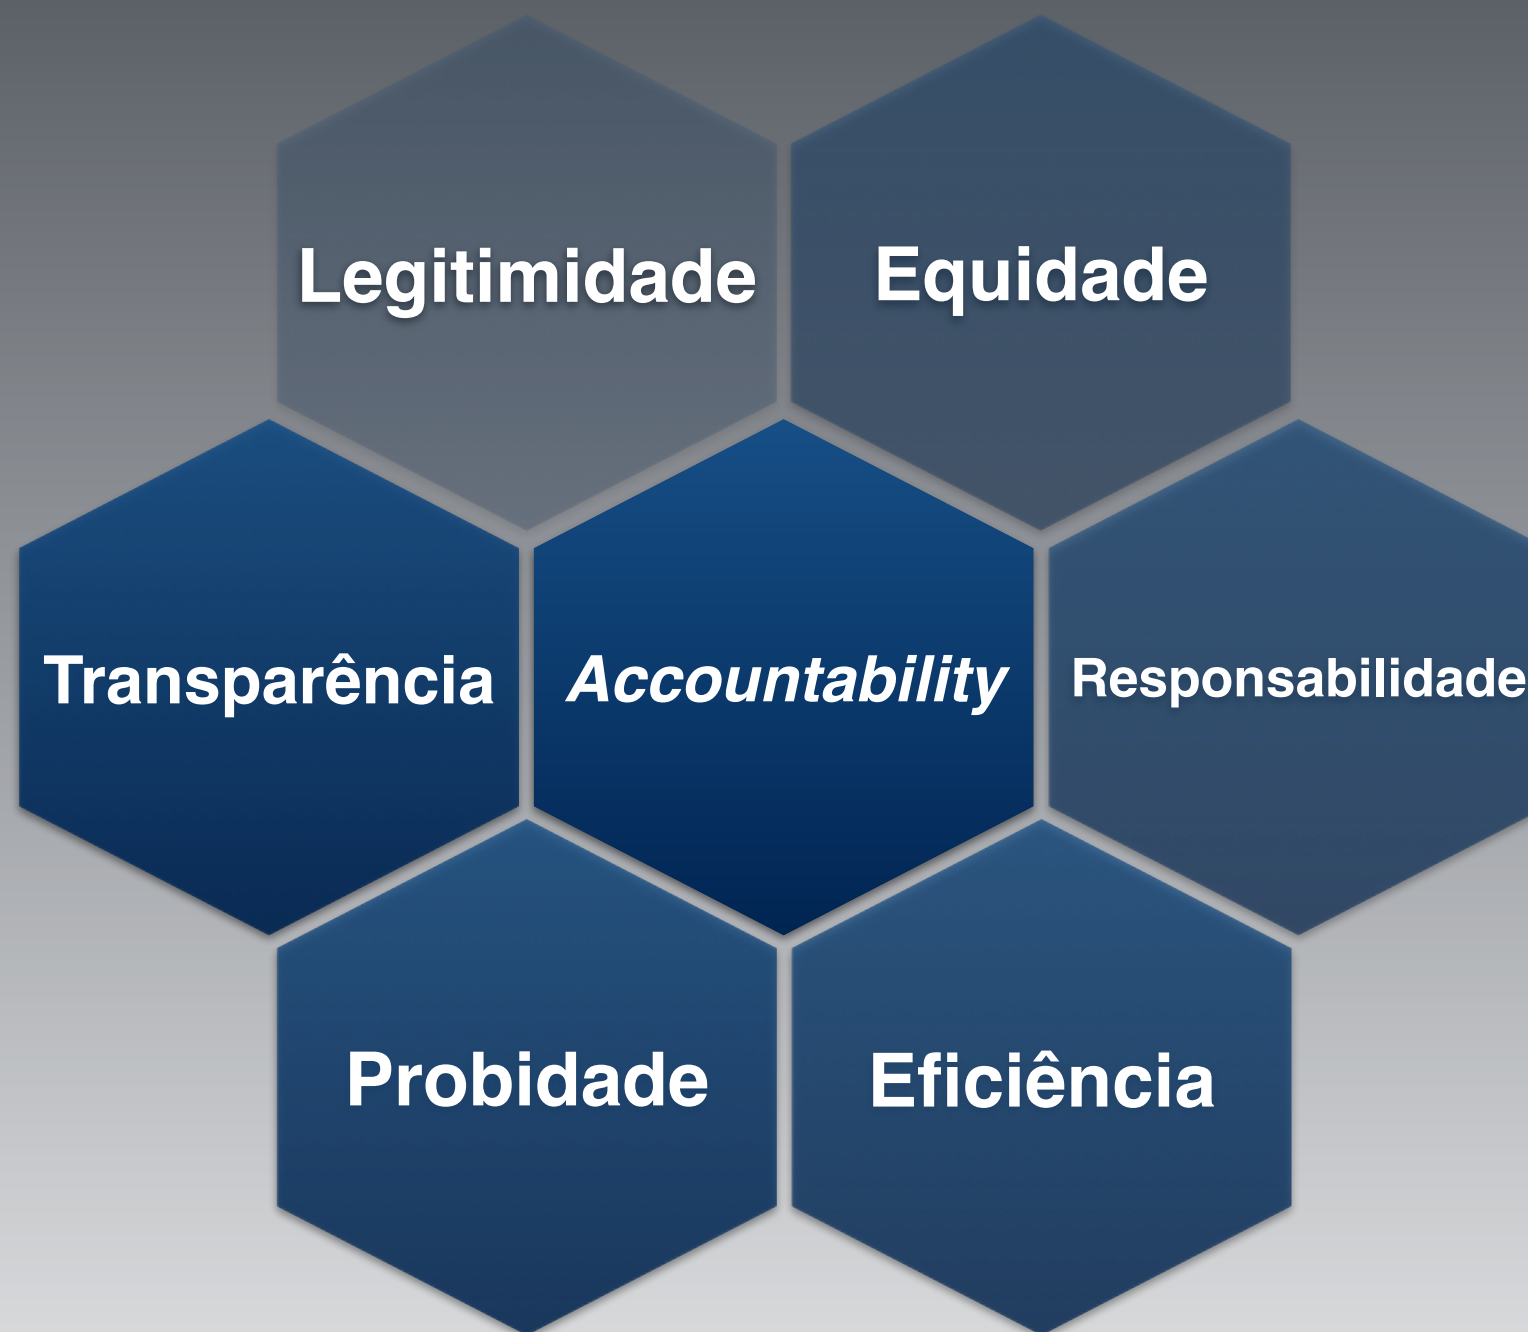 Legitimidade
Equidade
Transparência
Accountability
Responsabilidade
Probidade
Eficiência